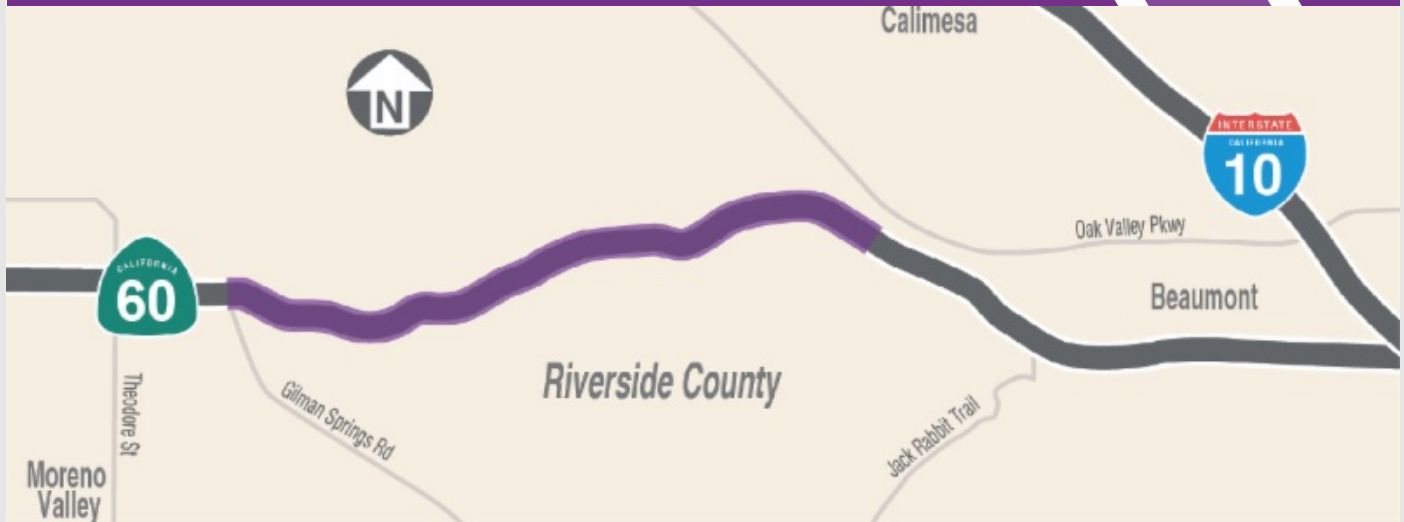 Calimesa
N
INTERSTATE
CALIFORNIA
10
Oak Valley Pkwy
CALIFORNIA
60
Beaumont
Riverside County
Theodore St
Gilman Springs Rd
Jack Rabbit Trail
Moreno
Valley